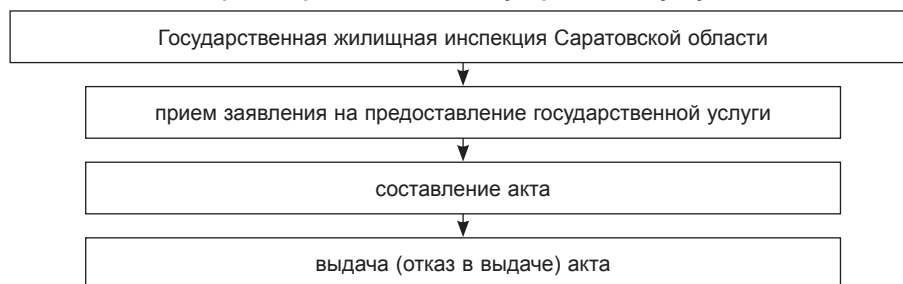 Государственная жилищная инспекция Саратовской области
прием заявления на предоставление государственной услуги
составление акта
выдача (отказ в выдаче) акта